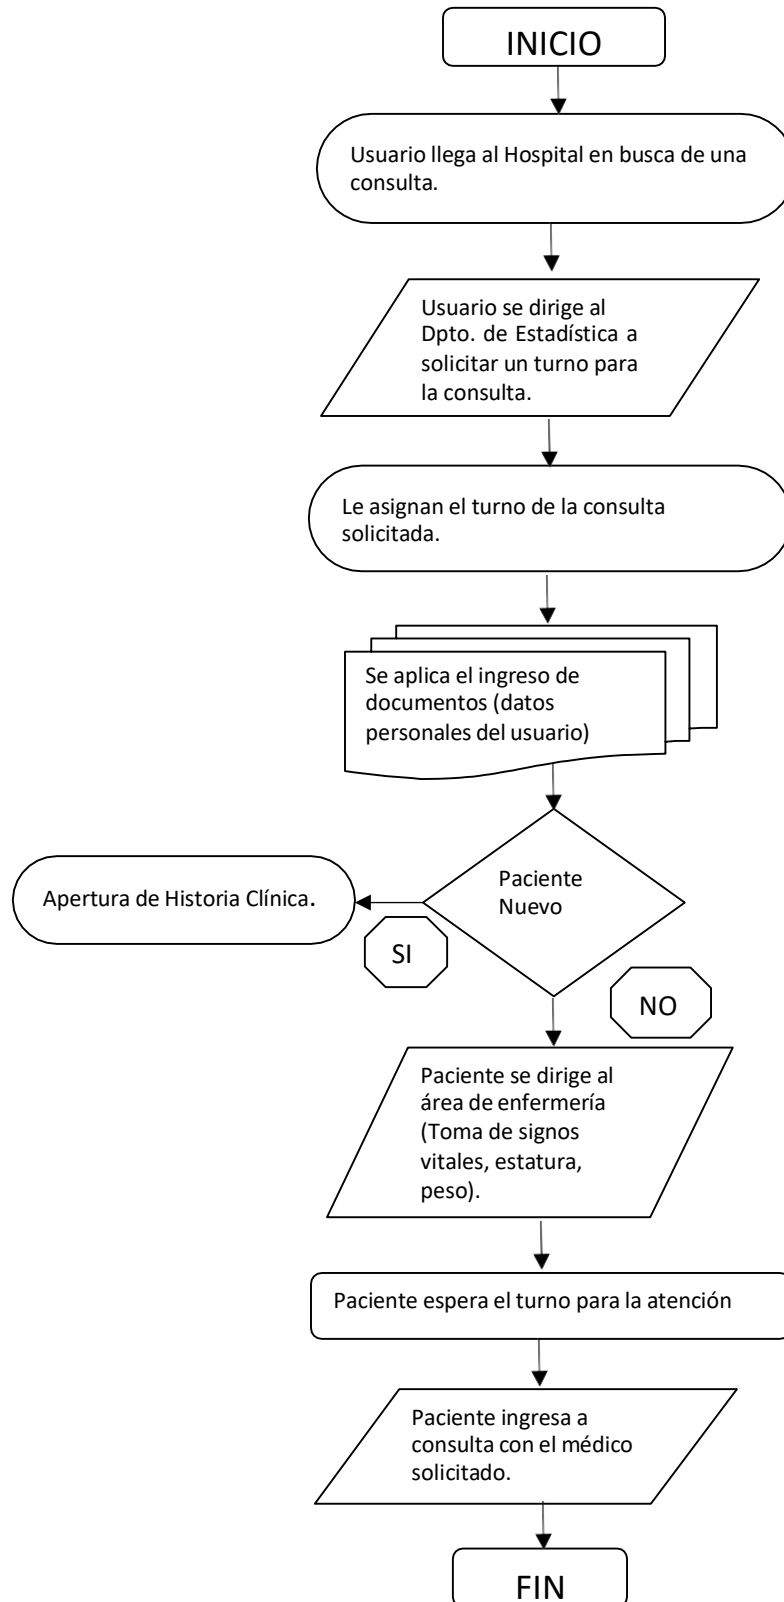 INICIO
Usuario llega al Hospital en busca de una
consulta.
Usuario se dirige al
Dpto. de Estadística a
solicitar un turno para
la consulta.
Le asignan el turno de la consulta
solicitada.
Se aplica el ingreso de
documentos (datos
personales del usuario)
Paciente
Nuevo
Apertura de Historia Clínica.
SI
NO
Paciente se dirige al
área de enfermería
(Toma de signos
vitales, estatura,
peso).
Paciente espera el turno para la atención
Paciente ingresa a
consulta con el médico
solicitado.
FIN